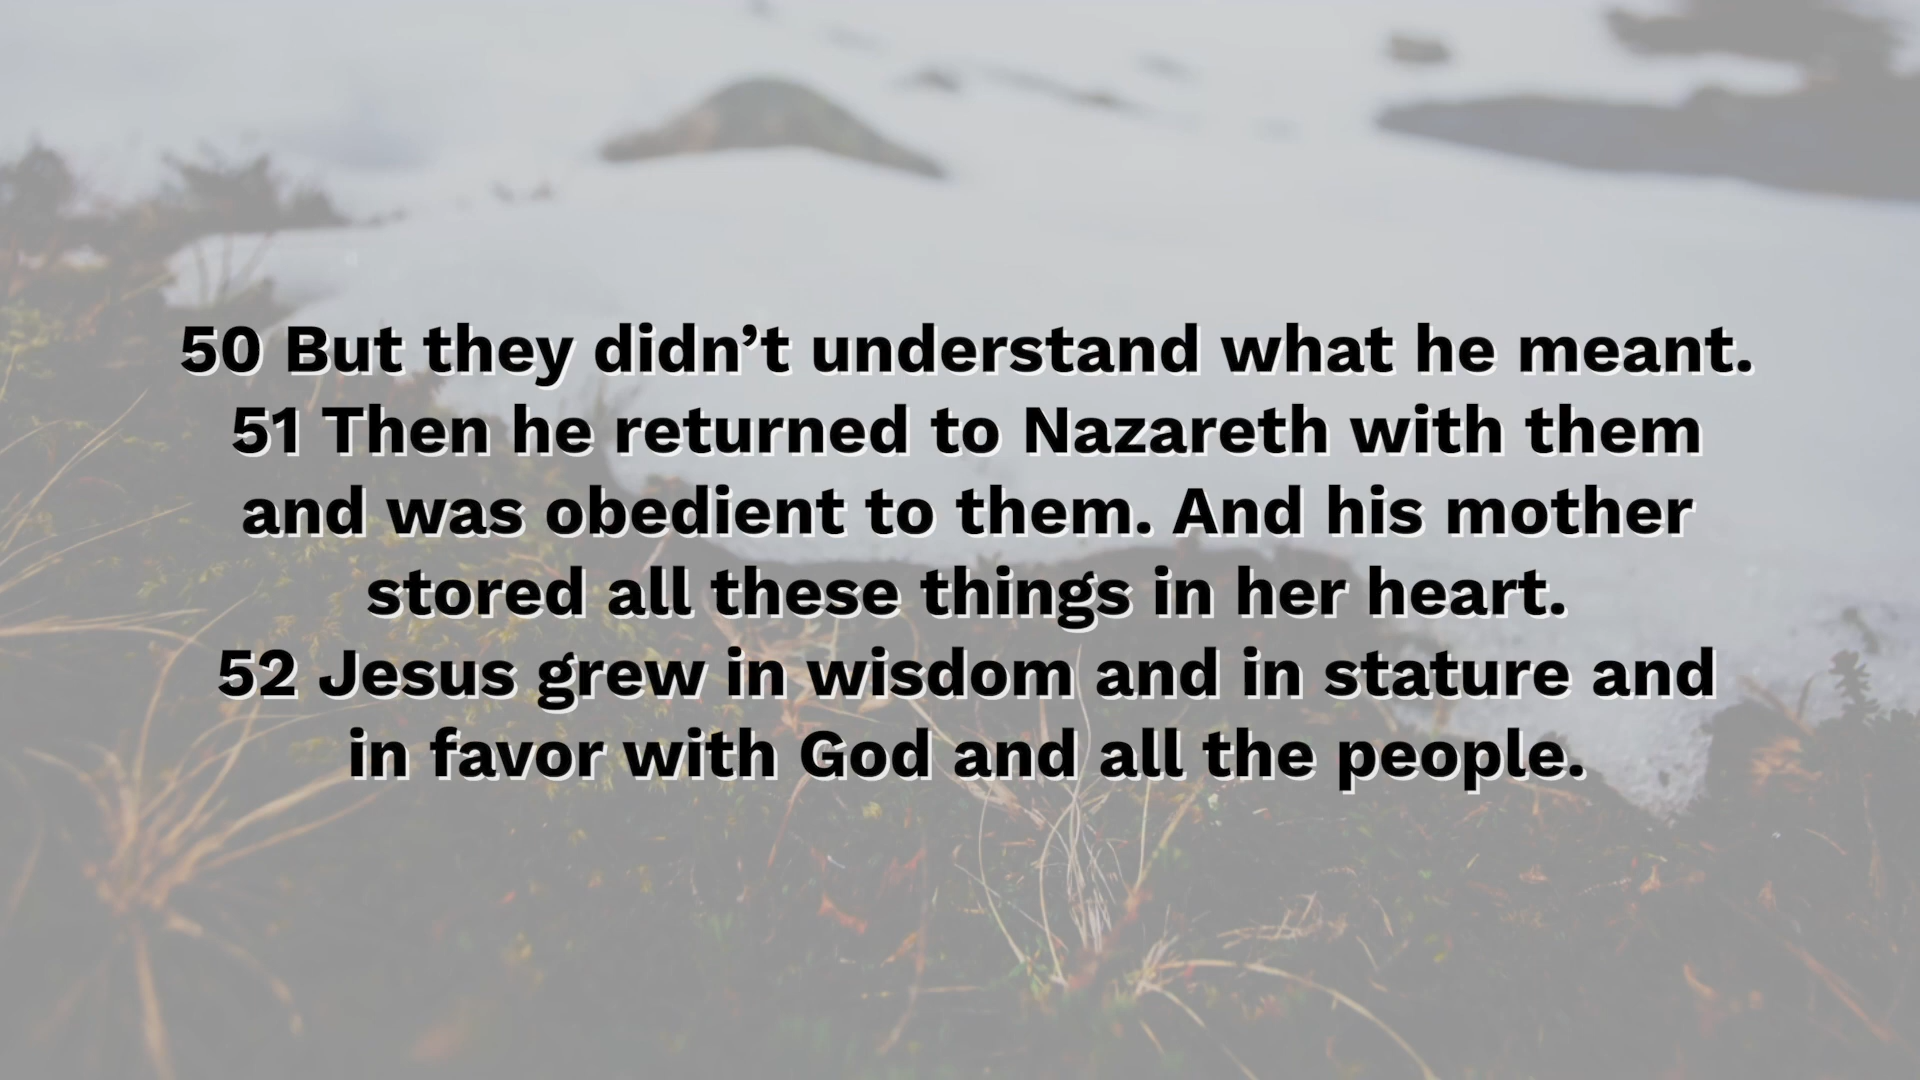 50 But they didn’t understand what he meant.
51 Then he returned to Nazareth with them
and was obedient to them. And his mother
stored all these things in her heart.
52 Jesus grew in wisdom and in stature and
in favor with God and all the people.